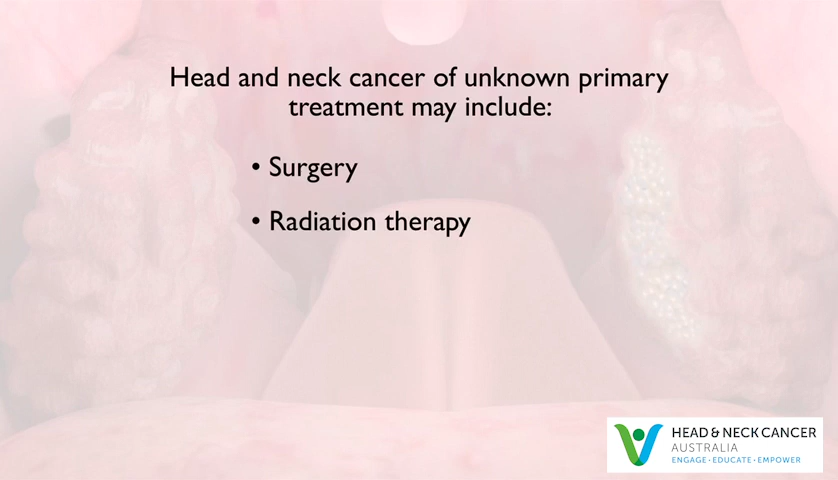 Head and neck cancer of unknown primary
treatment may include:
• Surgery
• Radiation therapy
HEAD & NECK CANCER
AUSTRALIA
ENGAGE • EDUCATE • EMPOWER